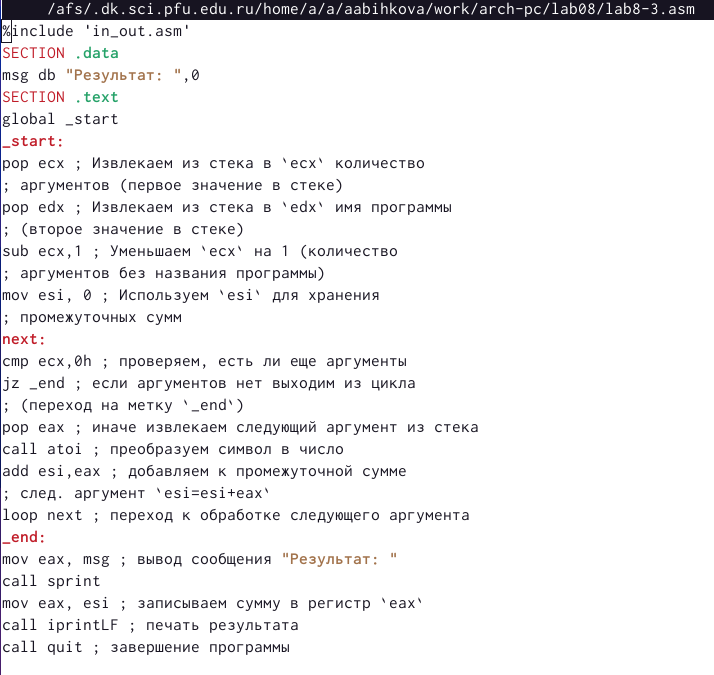 /afs/.dk.sci.pfu.edu.ru/home/a/a/aabihkova/work/arch-pc/lab08/lab8-3.asm
%include 'in_out.asm'
SECTION .data
msg db "Результат: ",0
SECTION .text
global _start
_start:
pop ecx ; Извлекаем из стека в `ecx` количество
; аргументов (первое значение в стеке)
pop edx ; Извлекаем из стека в `edx` имя программы
; (второе значение в стеке)
sub ecx,1 ; Уменьшаем `ecx` на 1 (количество
; аргументов без названия программы)
mov esi, 0 ; Используем `esi` для хранения
; промежуточных сумм
next:
cmp ecx,0h ; проверяем, есть ли еще аргументы
jz _end ; если аргументов нет выходим из цикла
; (переход на метку `_end`)
pop eax ; иначе извлекаем следующий аргумент из стека
call atoi ; преобразуем символ в число
add esi,eax ; добавляем к промежуточной сумме
; след. аргумент `esi=esi+eax`
loop next ; переход к обработке следующего аргумента
_end:
mov eax, msg ; вывод сообщения "Результат: "
call sprint
mov eax, esi ; записываем сумму в регистр `eax`
call iprintLF ; печать результата
call quit ; завершение программы